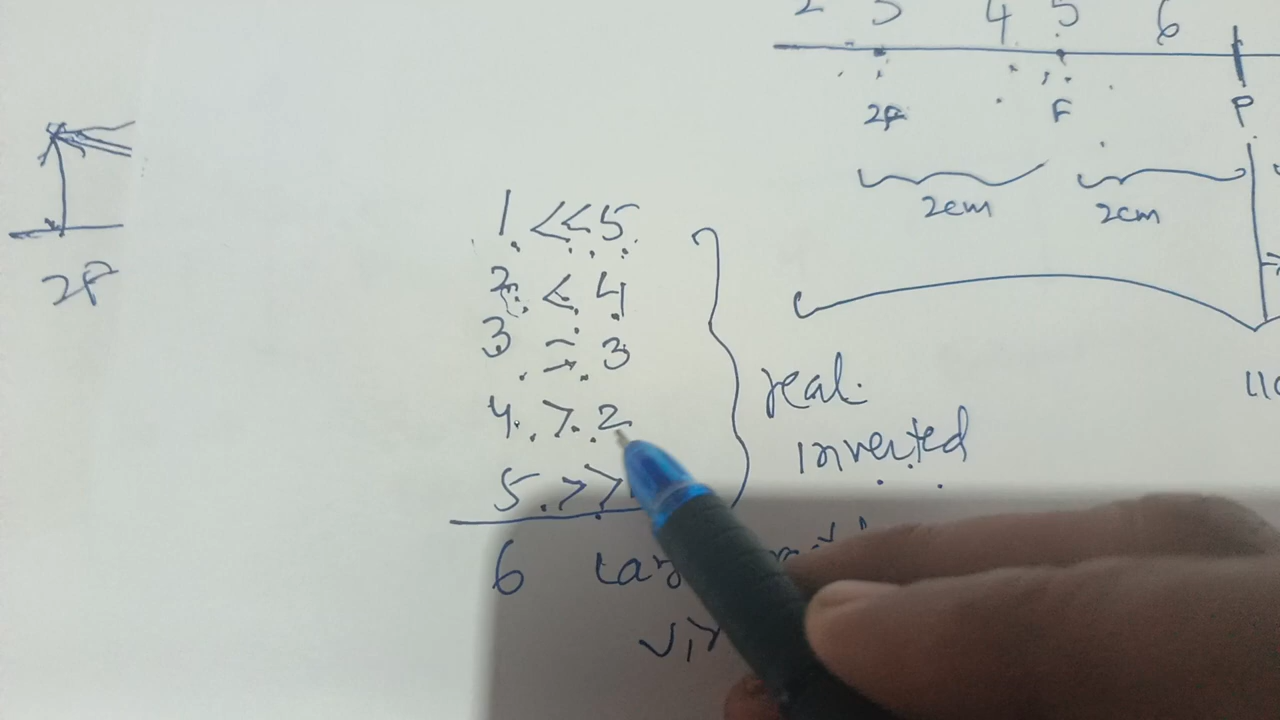 2 3 4 5 6
2F F P
2cm 2cm
2F
1 << 5
2 < 4
3 = 3
4 > 2
5 >>
real
inverted
6